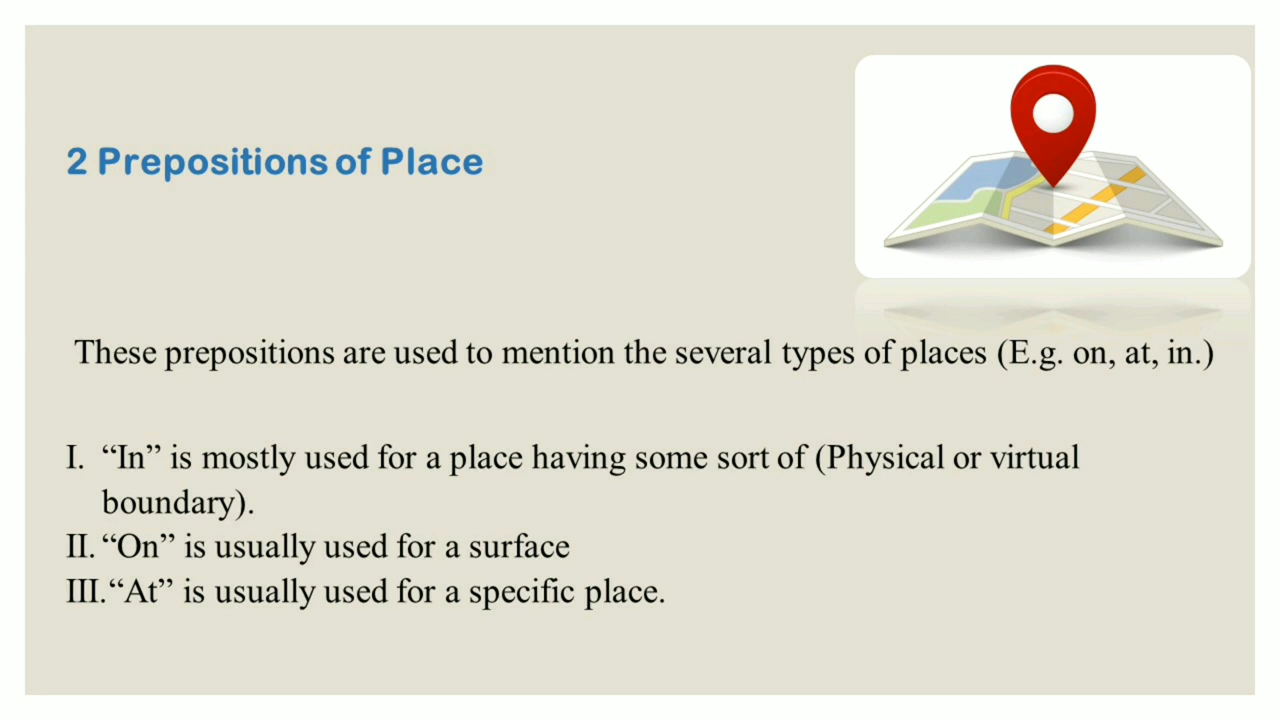 2 Prepositions of Place
These prepositions are used to mention the several types of places (E.g. on, at, in.)
I. “In” is mostly used for a place having some sort of (Physical or virtual
boundary).
II. “On” is usually used for a surface
III.“At” is usually used for a specific place.